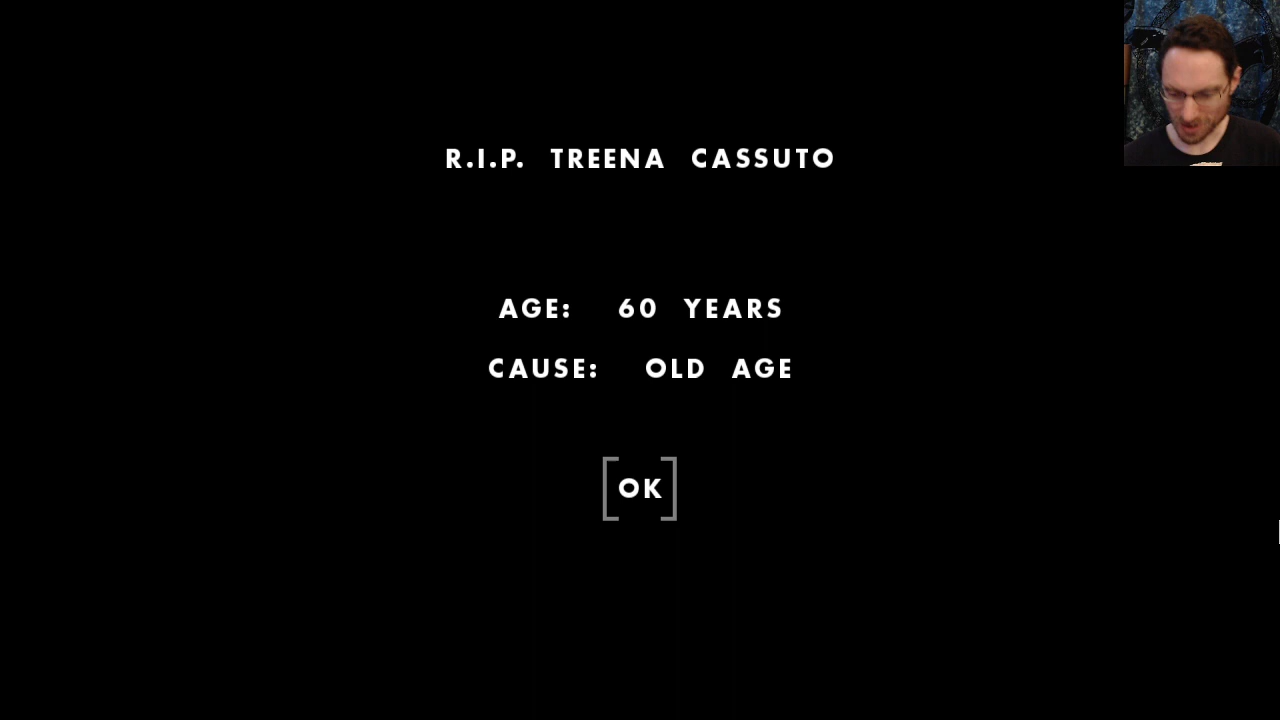 R.I.P. TREENA CASSUTO
AGE: 60 YEARS
CAUSE: OLD AGE
[OK]